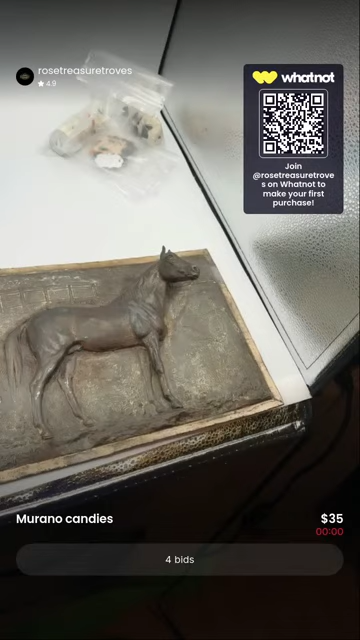 rosetreasuretroves
4.9
whatnot
Join
@rosetreasuretrove
s on Whatnot to
make your first
purchase!
Murano candies
$35
00:00
4 bids